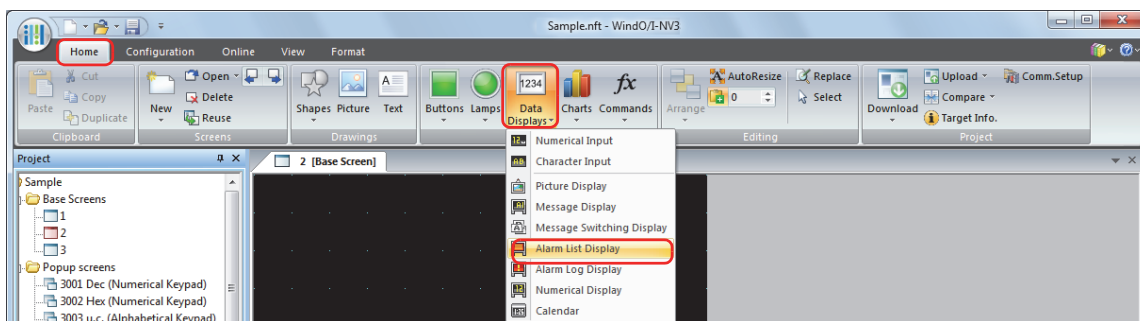 Sample.nft - WindO/I-NV3
Home Configuration Online View Format
Cut Open AutoResize Replace Upload Comm.Setup
Copy Delete 1234 fx 0 Select Compare
Paste Duplicate New Reuse Shapes Picture Text Buttons Lamps Data Displays Charts Commands Arrange Download Target Info.
Clipboard Screens Drawings Editing Project
Project 2 [Base Screen]
Numerical Input
Character Input
Picture Display
Message Display
Message Switching Display
Alarm List Display
Alarm Log Display
Numerical Display
Calendar
Sample
Base Screens
1
2
3
Popup screens
3001 Dec (Numerical Keypad)
3002 Hex (Numerical Keypad)
3003 u.c. (Alphabetical Keypad)